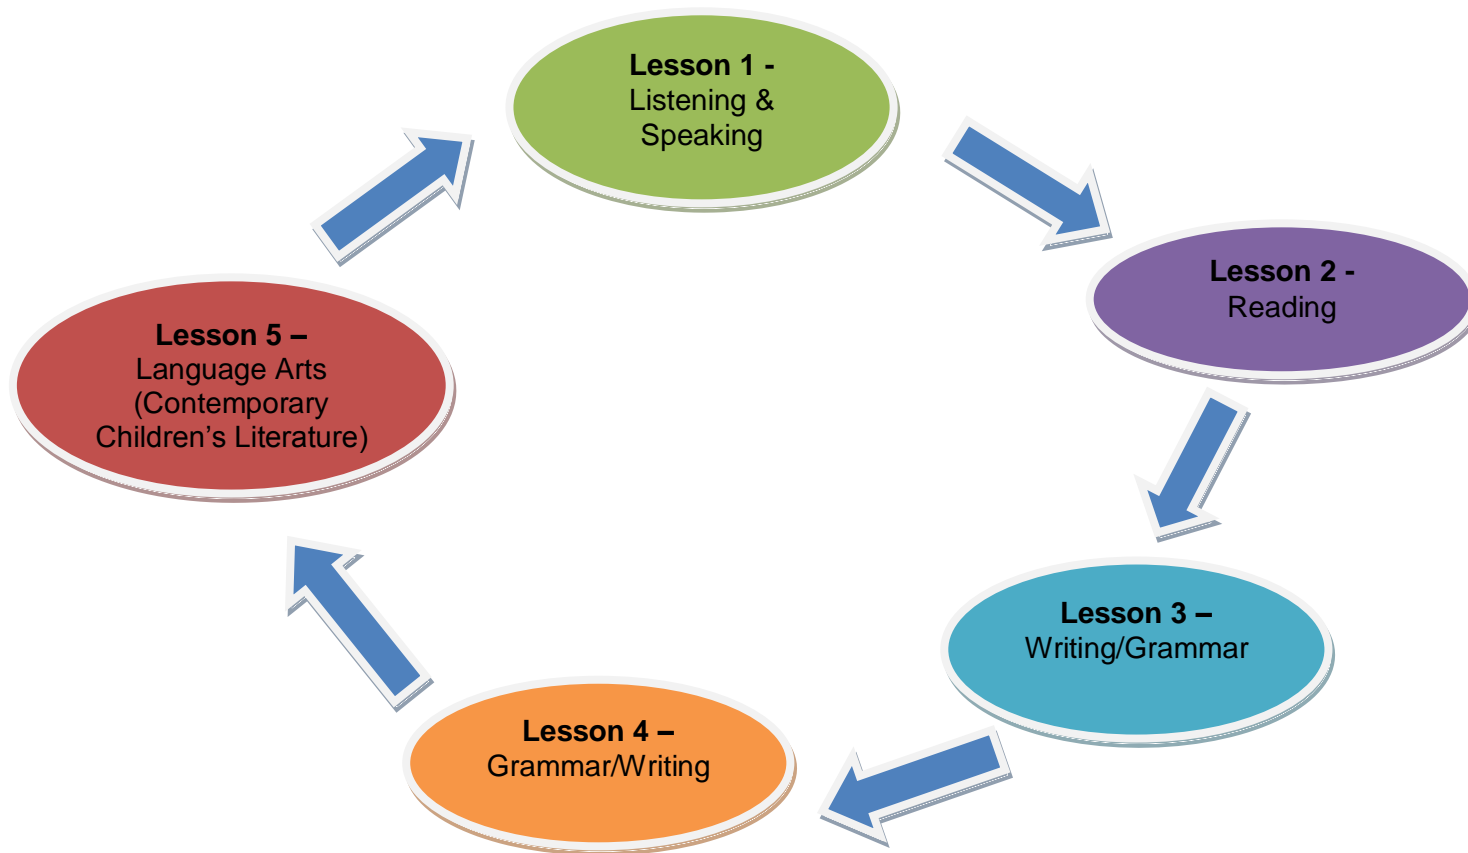 Lesson 1 -
Listening &
Speaking
Lesson 2 -
Reading
Lesson 3 –
Writing/Grammar
Lesson 4 –
Grammar/Writing
Lesson 5 –
Language Arts
(Contemporary
Children’s Literature)